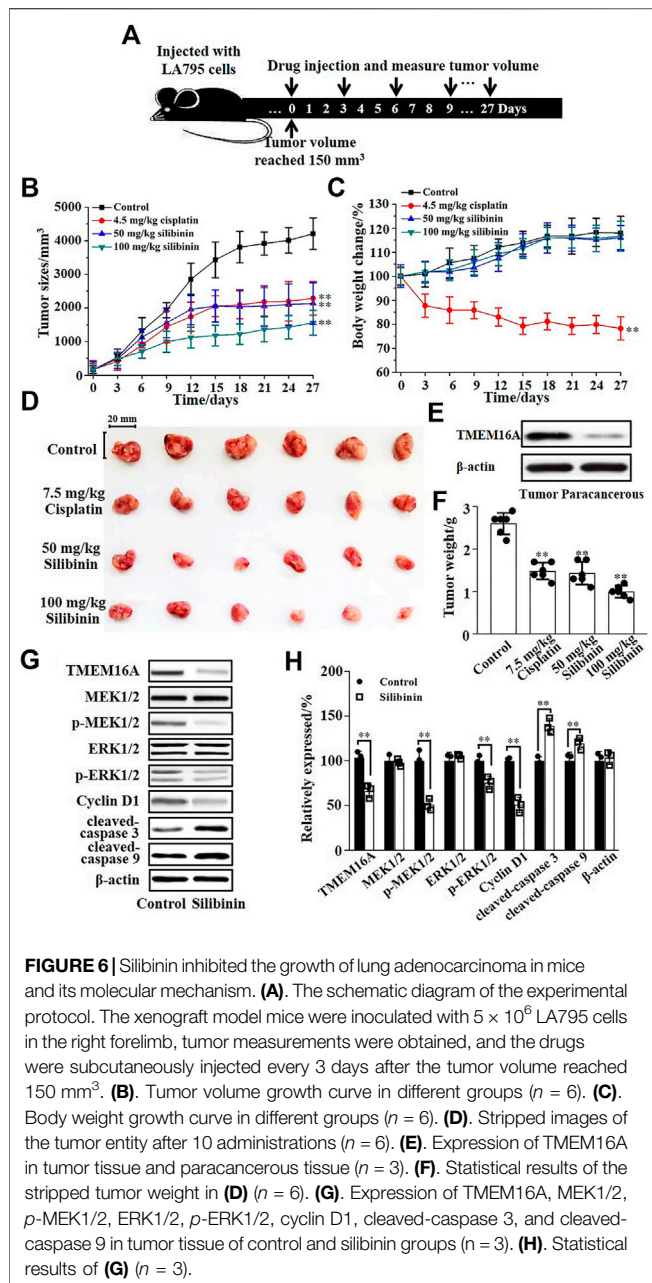 A
Injected with
LA795 cells
Drug injection and measure tumor volume
... 0 1 2 3 4 5 6 7 8 9 ... 27 Days
Tumor volume
reached 150 mm³
B
Tumor sizes/mm³
5000
4000
3000
2000
1000
0
Control
4.5 mg/kg cisplatin
50 mg/kg silibinin
100 mg/kg silibinin
**
**
**
0 3 6 9 12 15 18 21 24 27
Time/days
C
Body weight change/%
130
120
110
100
90
80
70
60
Control
4.5 mg/kg cisplatin
50 mg/kg silibinin
100 mg/kg silibinin
**
0 3 6 9 12 15 18 21 24 27
Time/days
D
20 mm
Control
7.5 mg/kg
Cisplatin
50 mg/kg
Silibinin
100 mg/kg
Silibinin
E
TMEM16A
β-actin
Tumor Paracancerous
F
Tumor weight/g
3
2
1
0
** ** **
Control
7.5 mg/kg
Cisplatin
50 mg/kg
Silibinin
100 mg/kg
Silibinin
G
TMEM16A
MEK1/2
p-MEK1/2
ERK1/2
p-ERK1/2
Cyclin D1
cleaved-
caspase 3
cleaved-
caspase 9
β-actin
Control Silibinin
H
Relatively expressed/%
200
150
100
50
0
Control
Silibinin
** ** ** ** ** **
TMEM16A
MEK1/2
p-MEK1/2
ERK1/2
p-ERK1/2
Cyclin D1
cleaved-caspase 3
cleaved-caspase 9
β-actin
FIGURE 6 | Silibinin inhibited the growth of lung adenocarcinoma in mice
and its molecular mechanism. (A). The schematic diagram of the experimental
protocol. The xenograft model mice were inoculated with 5 × 10⁶ LA795 cells
in the right forelimb, tumor measurements were obtained, and the drugs
were subcutaneously injected every 3 days after the tumor volume reached
150 mm³. (B). Tumor volume growth curve in different groups (n = 6). (C).
Body weight growth curve in different groups (n = 6). (D). Stripped images of
the tumor entity after 10 administrations (n = 6). (E). Expression of TMEM16A
in tumor tissue and paracancerous tissue (n = 3). (F). Statistical results of the
stripped tumor weight in (D) (n = 6). (G). Expression of TMEM16A, MEK1/2,
p-MEK1/2, ERK1/2, p-ERK1/2, cyclin D1, cleaved-caspase 3, and cleaved-
caspase 9 in tumor tissue of control and silibinin groups (n = 3). (H). Statistical
results of (G) (n = 3).